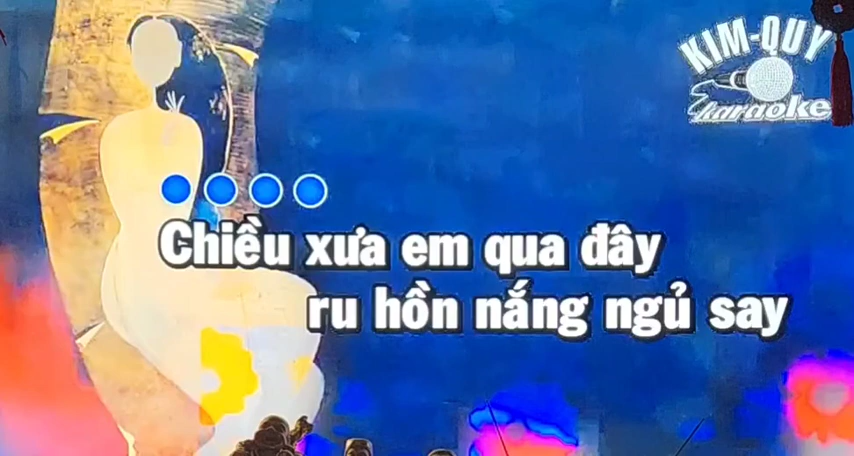 KIM-QUY
karaoke
Chiều xưa em qua đây
ru hồn nắng ngủ say